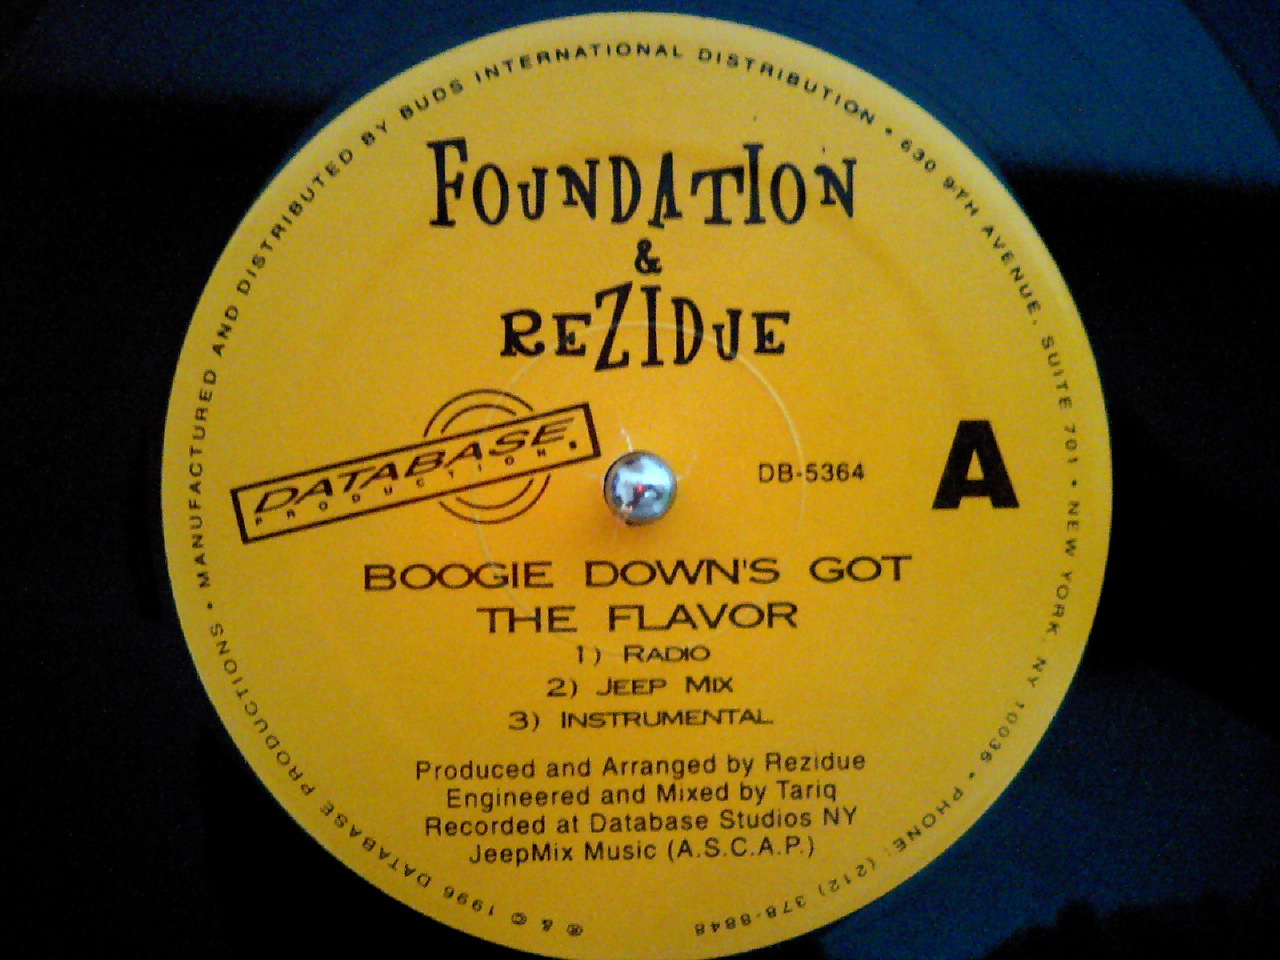 FOUNDATION
&
REZIDUE
DATABASE
PRODUCTIONS
DB-5364
A
BOOGIE DOWN'S GOT
THE FLAVOR
1) RADIO
2) JEEP MIX
3) INSTRUMENTAL
Produced and Arranged by Rezidue
Engineered and Mixed by Tariq
Recorded at Database Studios NY
JeepMix Music (A.S.C.A.P.)
℗ & © 1996 DATABASE PRODUCTIONS • MANUFACTURED AND DISTRIBUTED BY BUDS INTERNATIONAL DISTRIBUTION • 630 9TH AVENUE, SUITE 701 • NEW YORK, NY 10036 • PHONE: (212) 378-8848